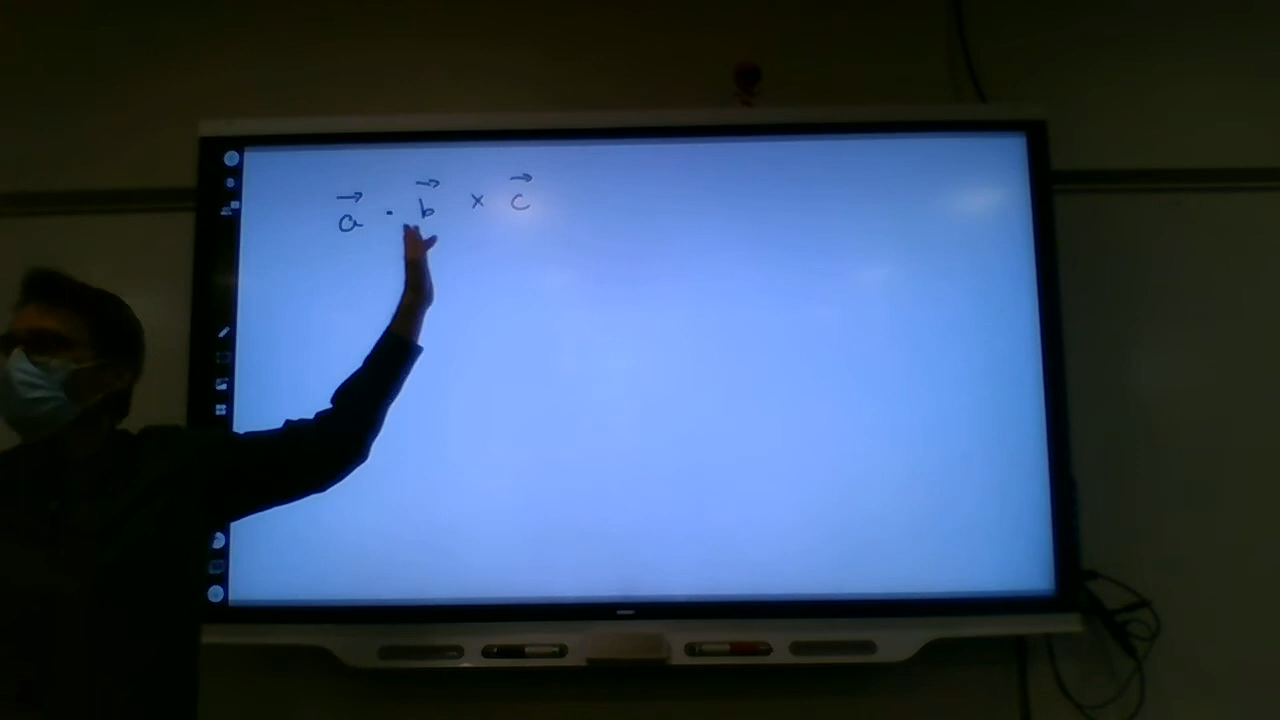 a⃗ · b⃗ × c⃗